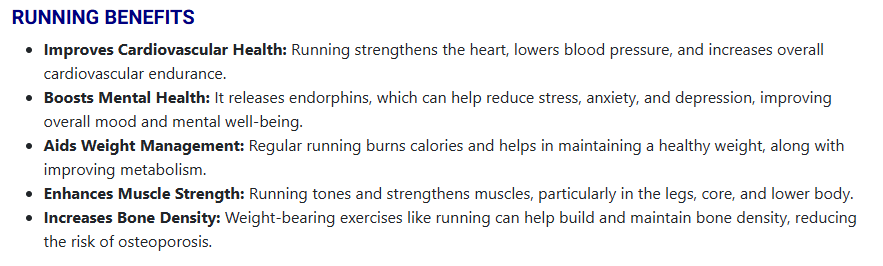 RUNNING BENEFITS
• Improves Cardiovascular Health: Running strengthens the heart, lowers blood pressure, and increases overall
cardiovascular endurance.
• Boosts Mental Health: It releases endorphins, which can help reduce stress, anxiety, and depression, improving
overall mood and mental well-being.
• Aids Weight Management: Regular running burns calories and helps in maintaining a healthy weight, along with
improving metabolism.
• Enhances Muscle Strength: Running tones and strengthens muscles, particularly in the legs, core, and lower body.
• Increases Bone Density: Weight-bearing exercises like running can help build and maintain bone density, reducing
the risk of osteoporosis.